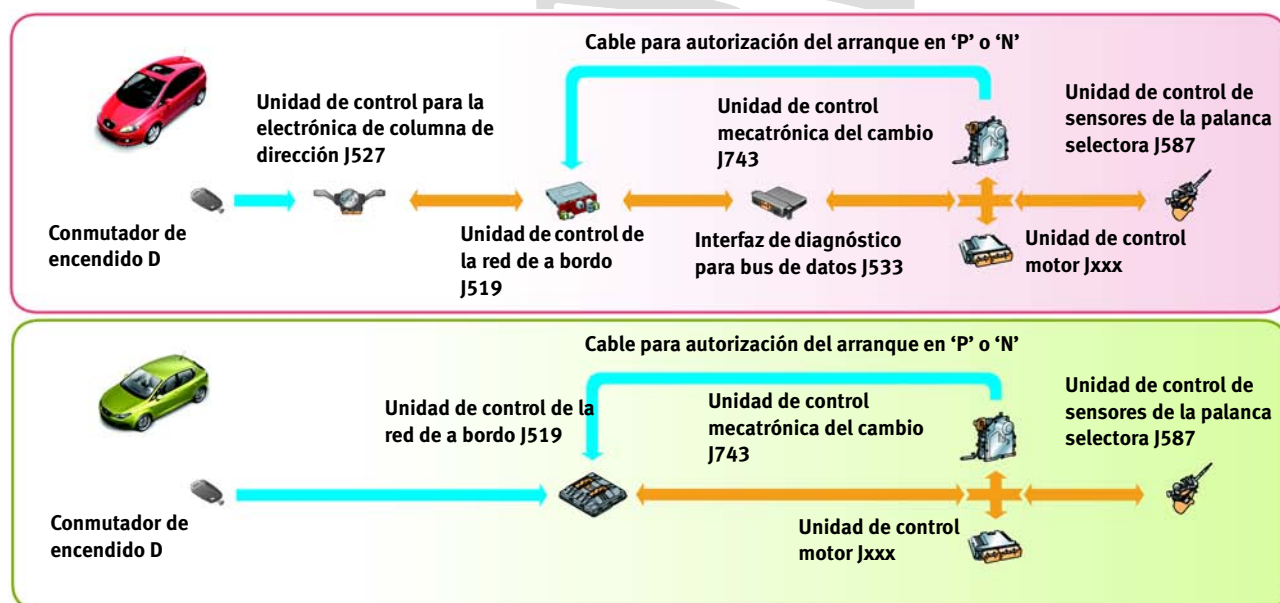 Cable para autorización del arranque en ‘P’ o ‘N’
Unidad de control para la
electrónica de columna de
dirección J527
Unidad de control
mecatrónica del cambio
J743
Unidad de control de
sensores de la palanca
selectora J587
Conmutador de
encendido D
Unidad de control de
la red de a bordo
J519
Interfaz de diagnóstico
para bus de datos J533
Unidad de control
motor Jxxx
Cable para autorización del arranque en ‘P’ o ‘N’
Unidad de control de la
red de a bordo J519
Unidad de control
mecatrónica del cambio
J743
Unidad de control de
sensores de la palanca
selectora J587
Conmutador de
encendido D
Unidad de control
motor Jxxx